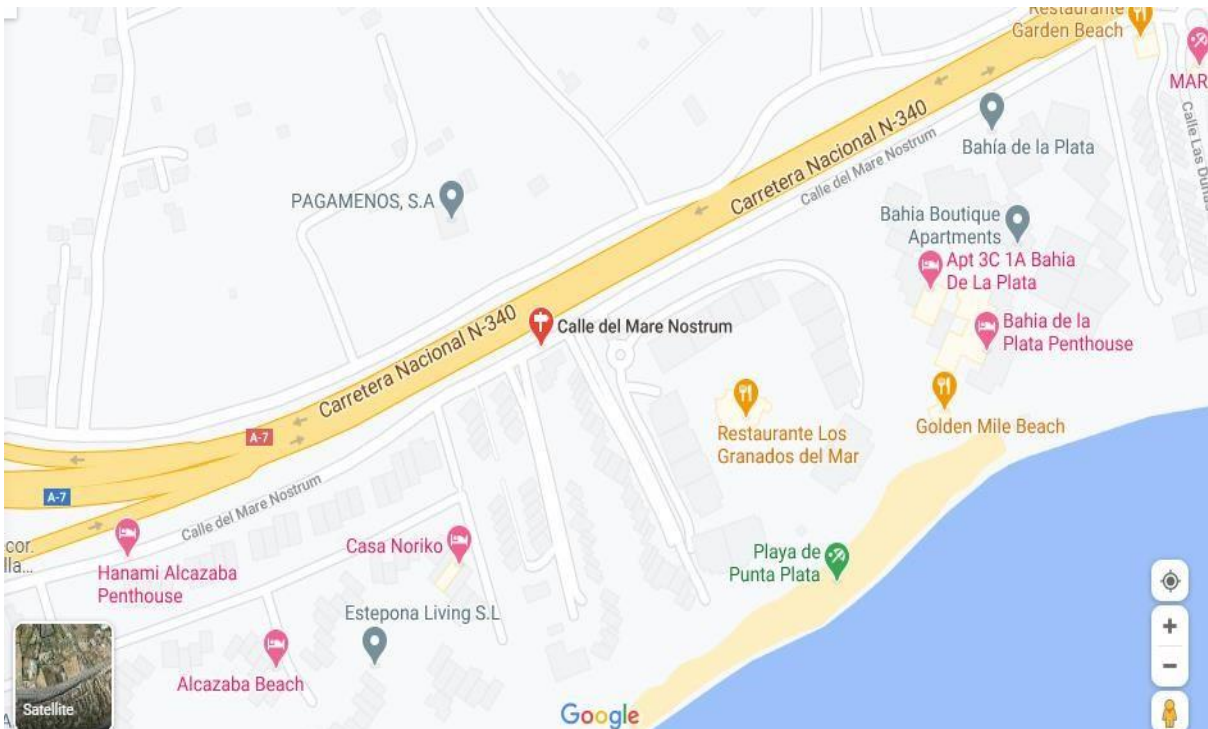 Restaurante
Garden Beach
MAR
Calle Las Dunas
Carretera Nacional N-340
Bahía de la Plata
Calle del Mare Nostrum
PAGAMENOS, S.A
Bahia Boutique
Apartments
Apt 3C 1A Bahia
De La Plata
Calle del Mare Nostrum
Bahia de la
Plata Penthouse
Carretera Nacional N-340
Golden Mile Beach
Restaurante Los
Granados del Mar
A-7
A-7
Calle del Mare Nostrum
cor.
lla...
Hanami Alcazaba
Penthouse
Casa Noriko
Playa de
Punta Plata
Estepona Living S.L
Alcazaba Beach
Satellite
Google